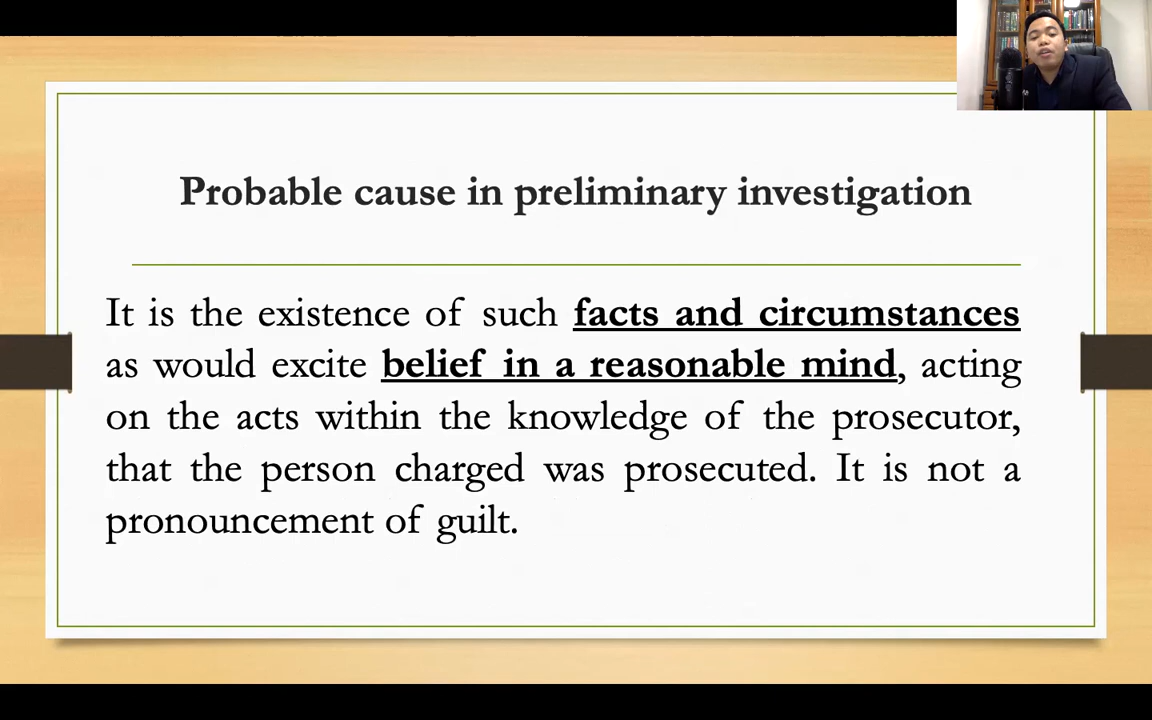 Probable cause in preliminary investigation
It is the existence of such facts and circumstances
as would excite belief in a reasonable mind, acting
on the acts within the knowledge of the prosecutor,
that the person charged was prosecuted. It is not a
pronouncement of guilt.